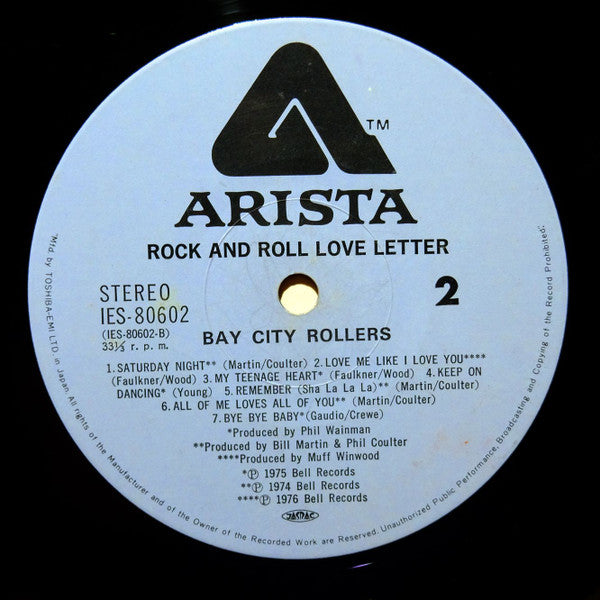 TM
ARISTA
ROCK AND ROLL LOVE LETTER
STEREO
IES-80602
(IES-80602-B)
33⅓ r. p. m.
2
BAY CITY ROLLERS
1.SATURDAY NIGHT** (Martin/Coulter) 2.LOVE ME LIKE I LOVE YOU****
(Faulkner/Wood) 3.MY TEENAGE HEART* (Faulkner/Wood) 4.KEEP ON
DANCING* (Young) 5.REMEMBER (Sha La La La)** (Martin/Coulter)
6.ALL OF ME LOVES ALL OF YOU** (Martin/Coulter)
7.BYE BYE BABY*(Gaudio/Crewe)
*Produced by Phil Wainman
**Produced by Bill Martin & Phil Coulter
****Produced by Muff Winwood
*Ⓟ 1975 Bell Records
**Ⓟ 1974 Bell Records
****Ⓟ 1976 Bell Records
JASRAC
"Mfd by TOSHIBA-EMI LTD. in Japan. All rights of the Manufacturer and of the Owner of the Recorded Work are Reserved. Unauthorized Public Performance, Broadcasting and Copying of the Record Prohibited."